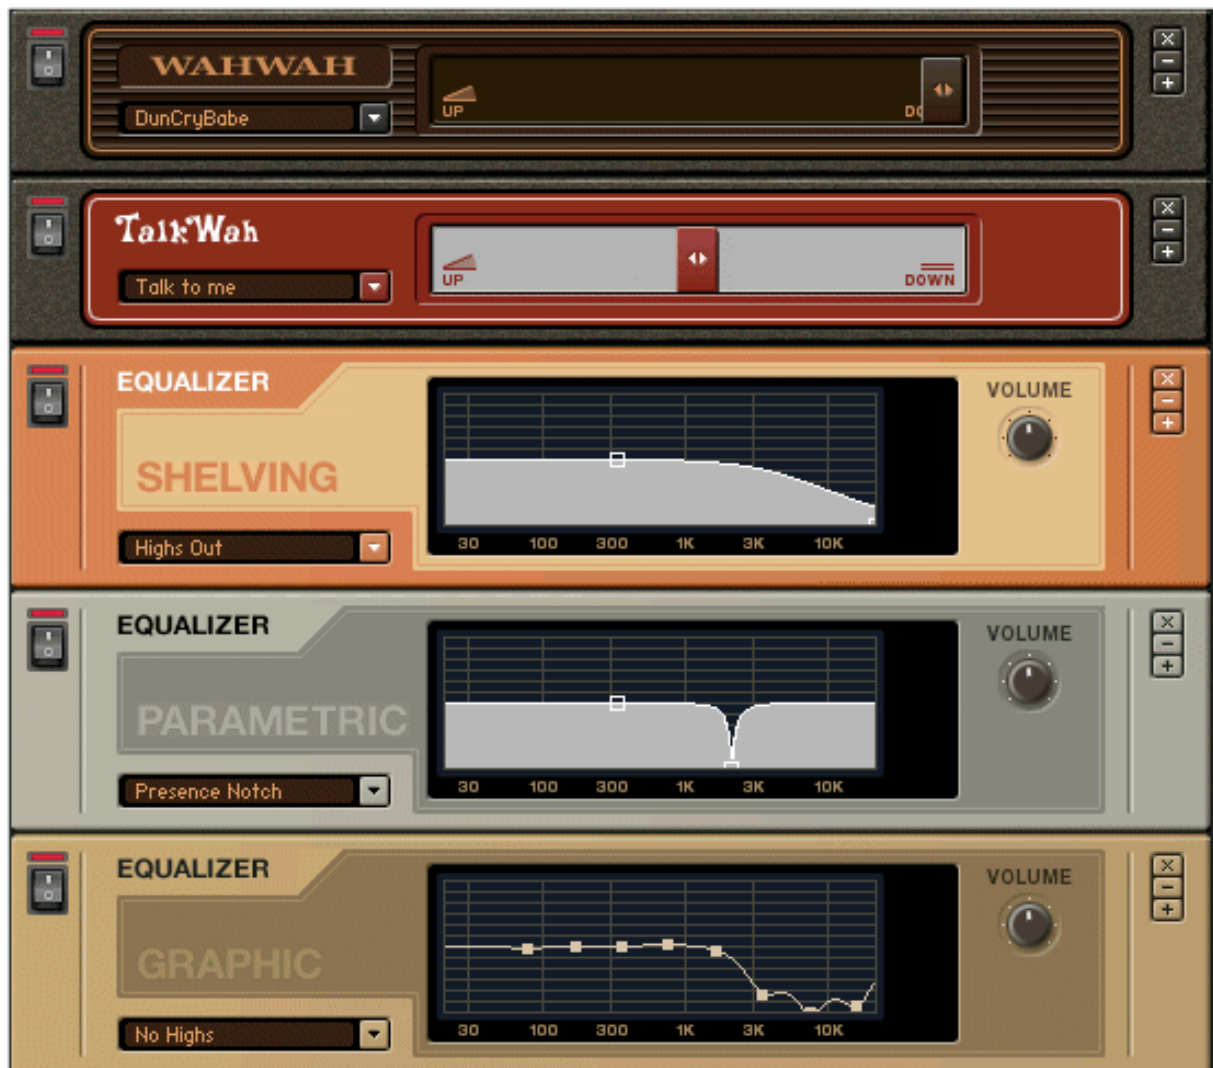 WAHWAH
DunCryBabe
UP
TalkWah
Talk to me
UP DOWN
EQUALIZER
SHELVING
Highs Out
30 100 300 1K 3K 10K
VOLUME
EQUALIZER
PARAMETRIC
Presence Notch
30 100 300 1K 3K 10K
VOLUME
EQUALIZER
GRAPHIC
No Highs
30 100 300 1K 3K 10K
VOLUME